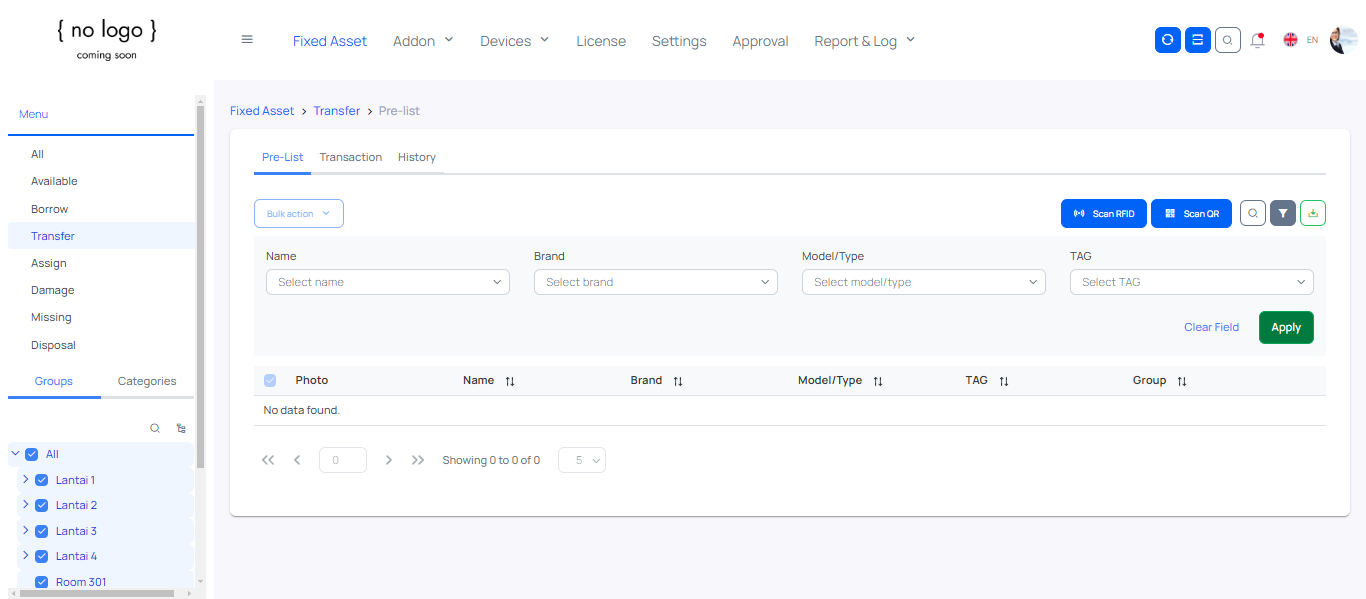 { no logo }
coming soon
Fixed Asset Addon Devices License Settings Approval Report & Log EN
Menu
All
Available
Borrow
Transfer
Assign
Damage
Missing
Disposal
Groups Categories
All
Lantai 1
Lantai 2
Lantai 3
Lantai 4
Room 301
Fixed Asset > Transfer > Pre-list
Pre-List Transaction History
Bulk action Scan RFID Scan QR
Name Brand Model/Type TAG
Select name Select brand Select model/type Select TAG
Clear Field Apply
Photo Name Brand Model/Type TAG Group
No data found.
0 Showing 0 to 0 of 0 5